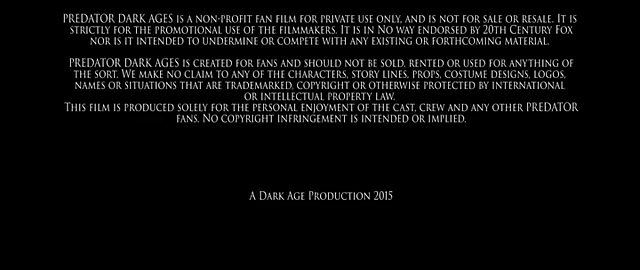 PREDATOR DARK AGES IS A NON-PROFIT FAN FILM FOR PRIVATE USE ONLY, AND IS NOT FOR SALE OR RESALE. IT IS
STRICTLY FOR THE PROMOTIONAL USE OF THE FILMMAKERS. IT IS IN NO WAY ENDORSED BY 20TH CENTURY FOX
NOR IS IT INTENDED TO UNDERMINE OR COMPETE WITH ANY EXISTING OR FORTHCOMING MATERIAL.
PREDATOR DARK AGES IS CREATED FOR FANS AND SHOULD NOT BE SOLD, RENTED OR USED FOR ANYTHING OF
THE SORT. WE MAKE NO CLAIM TO ANY OF THE CHARACTERS, STORY LINES, PROPS, COSTUME DESIGNS, LOGOS,
NAMES OR SITUATIONS THAT ARE TRADEMARKED, COPYRIGHT OR OTHERWISE PROTECTED BY INTERNATIONAL
OR INTELLECTUAL PROPERTY LAW.
THIS FILM IS PRODUCED SOLELY FOR THE PERSONAL ENJOYMENT OF THE CAST, CREW AND ANY OTHER PREDATOR
FANS. NO COPYRIGHT INFRINGEMENT IS INTENDED OR IMPLIED.
A DARK AGE PRODUCTION 2015